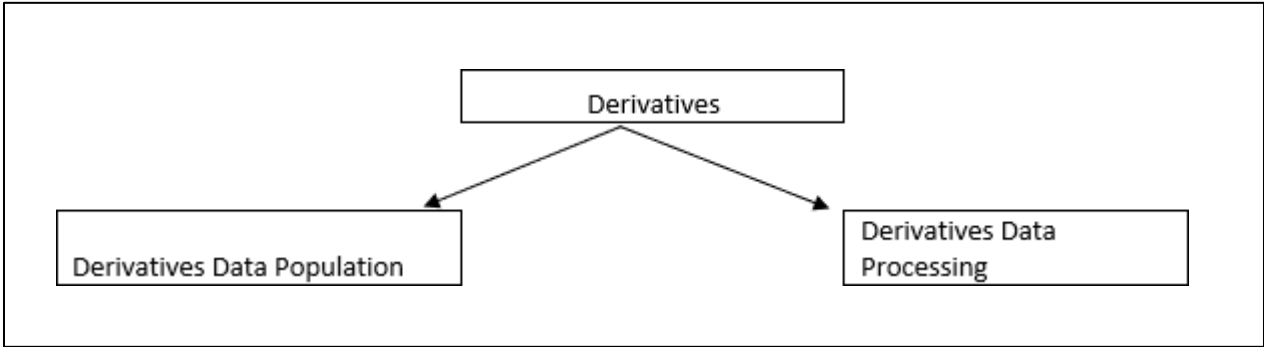 Derivatives
Derivatives Data Population
Derivatives Data
Processing